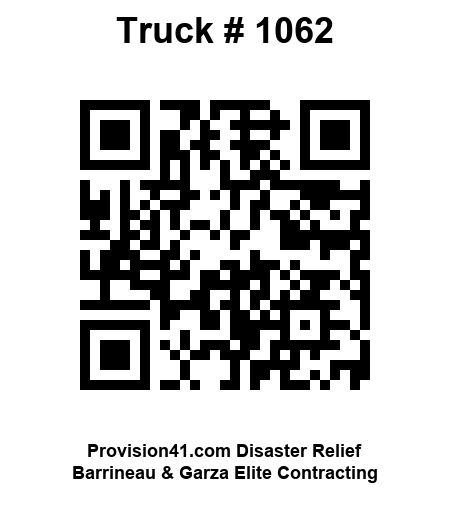 Truck # 1062
Provision41.com Disaster Relief
Barrineau & Garza Elite Contracting